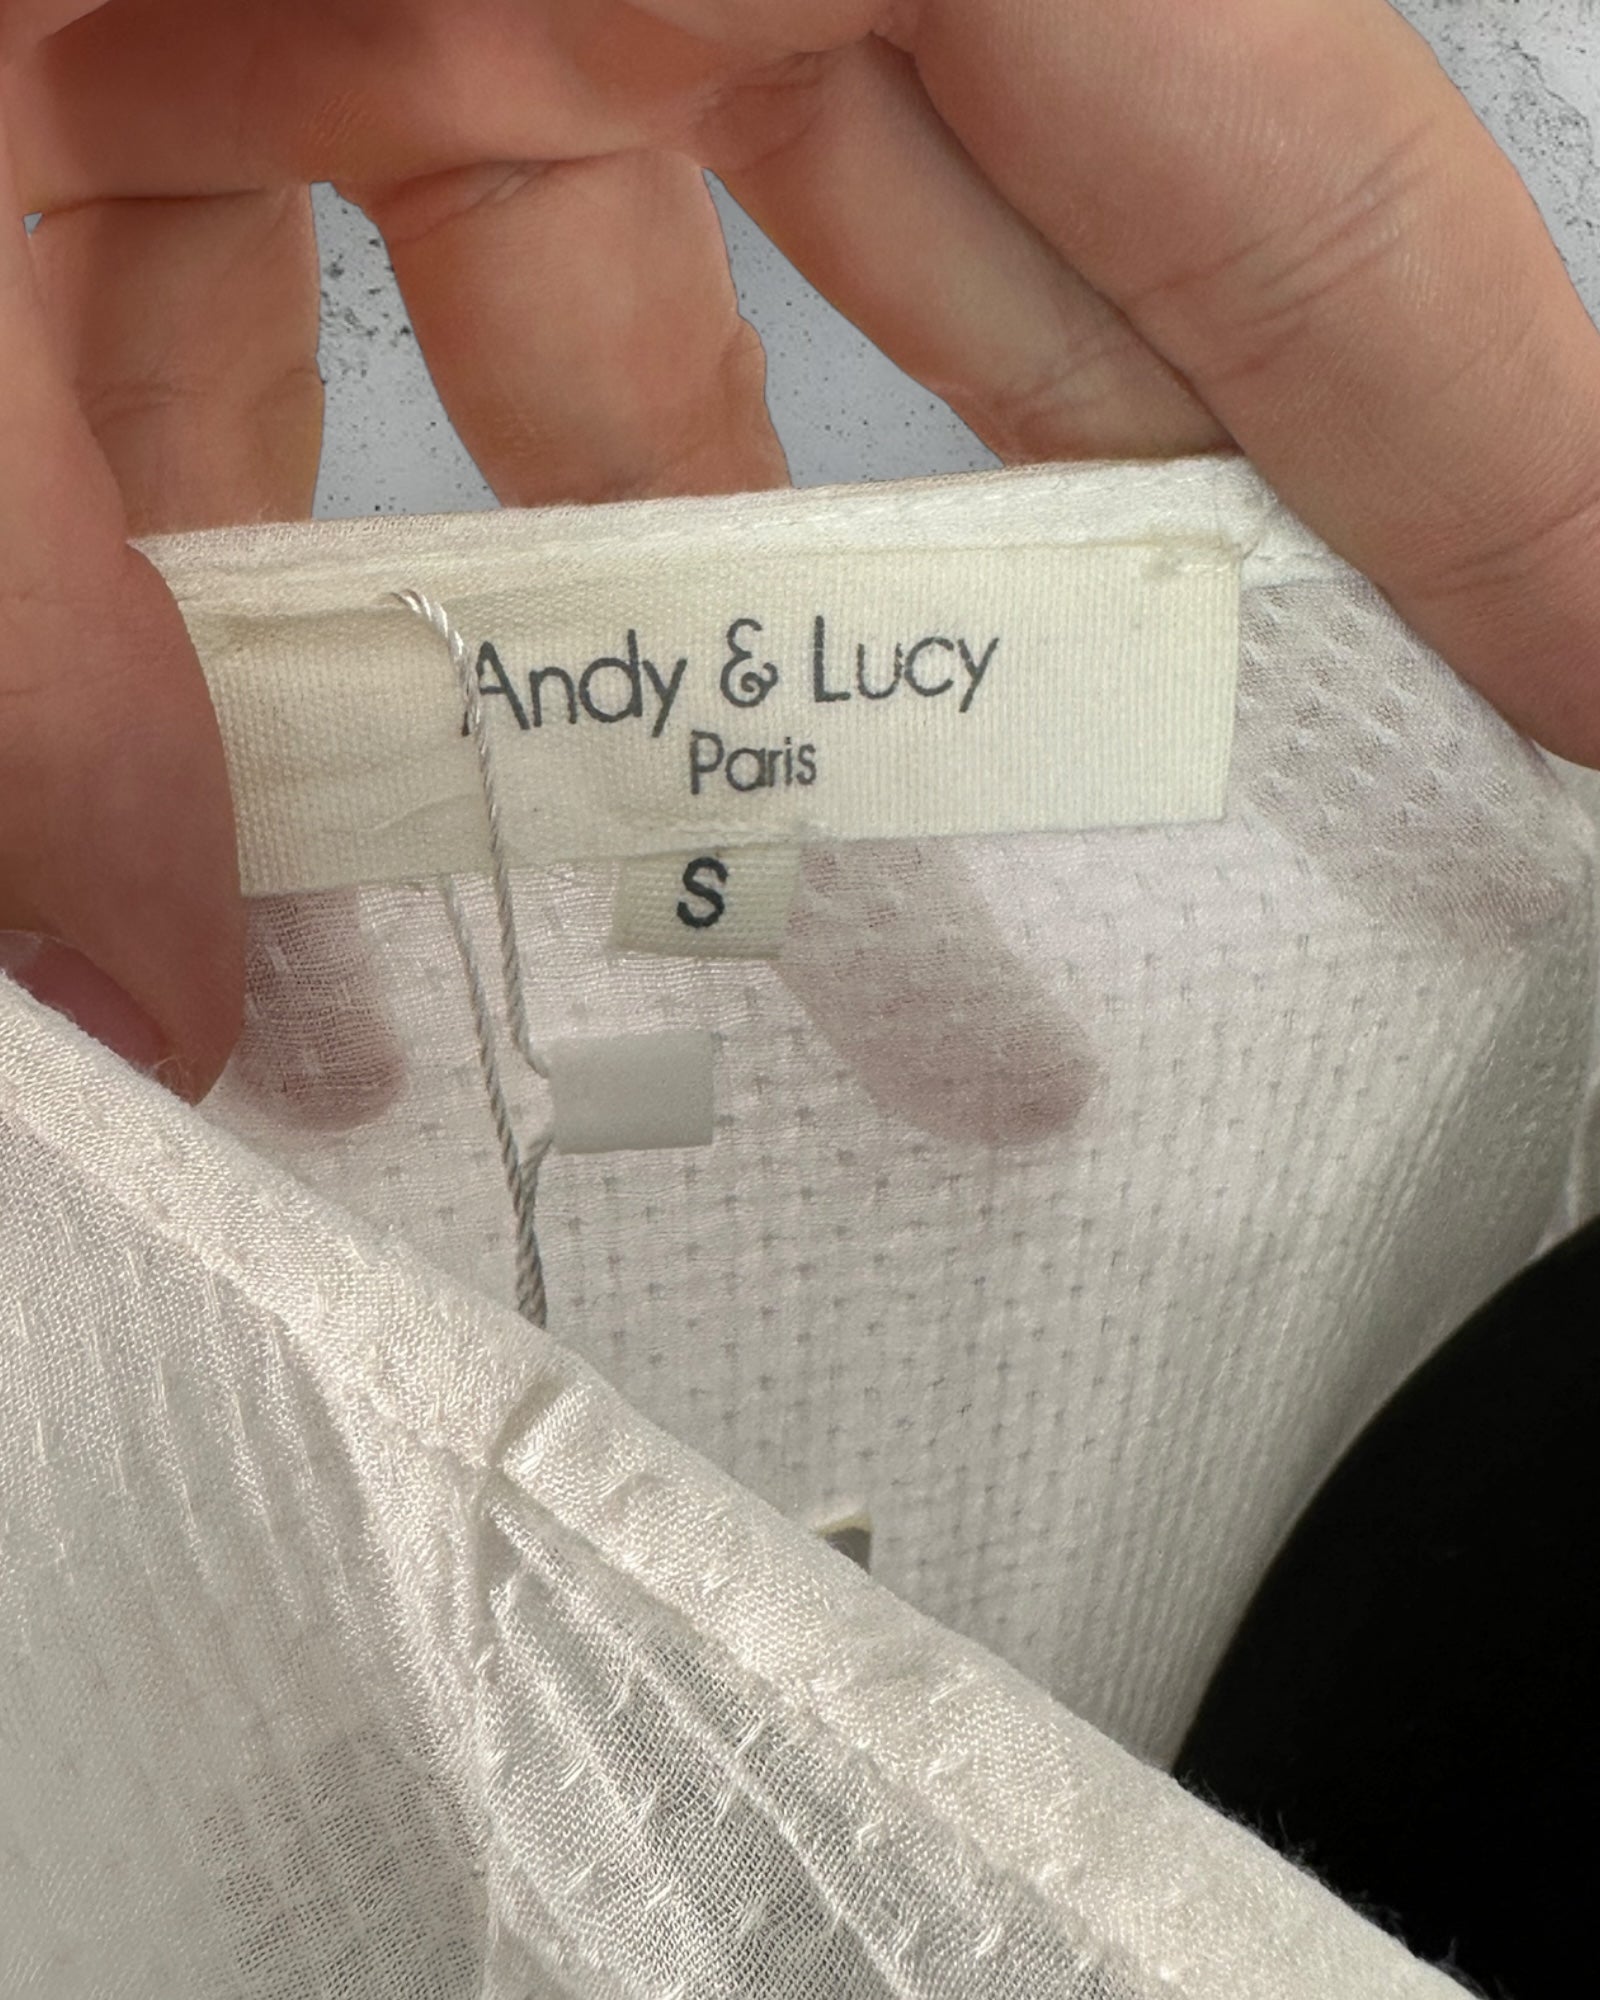 Andy & Lucy
Paris
S